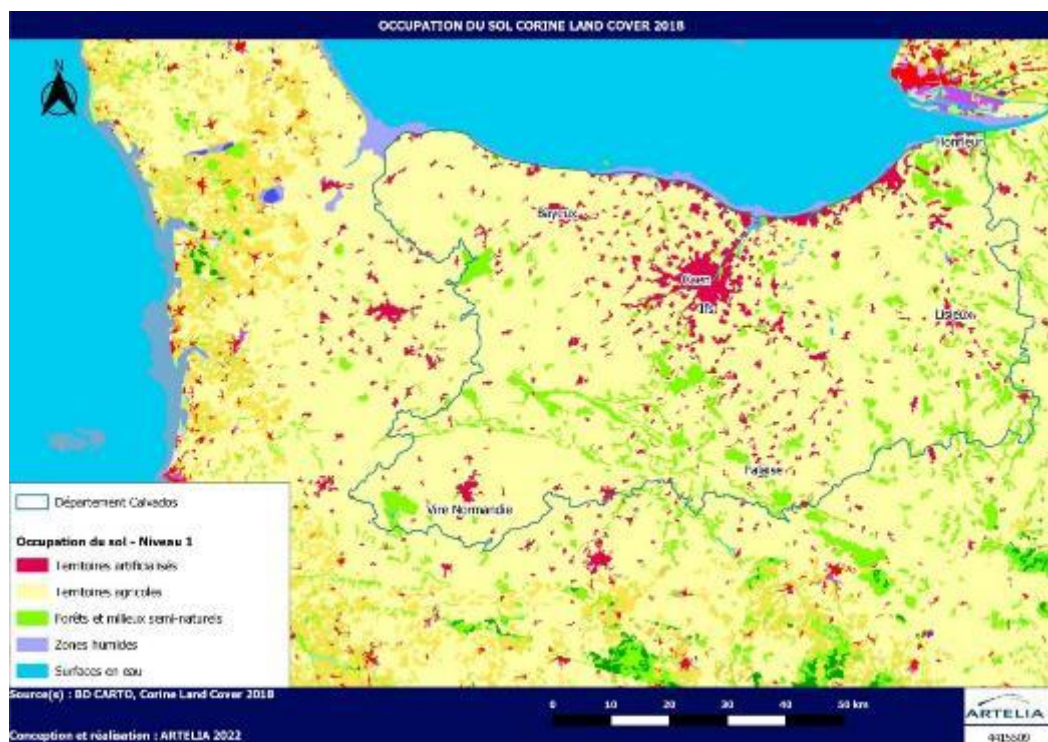 OCCUPATION DU SOL CORINE LAND COVER 2018
N
Honfleur
Bayeux
Caen
Ifs
Lisieux
Falaise
Vire Normandie
Département Calvados
Occupation du sol - Niveau 1
Territoires artificialisés
Territoires agricoles
Forêts et milieux semi-naturels
Zones humides
Surfaces en eau
Source(s) : BD CARTO, Corine Land Cover 2018
0 10 20 30 40 50 km
Conception et réalisation : ARTELIA 2022
ARTELIA
4415509